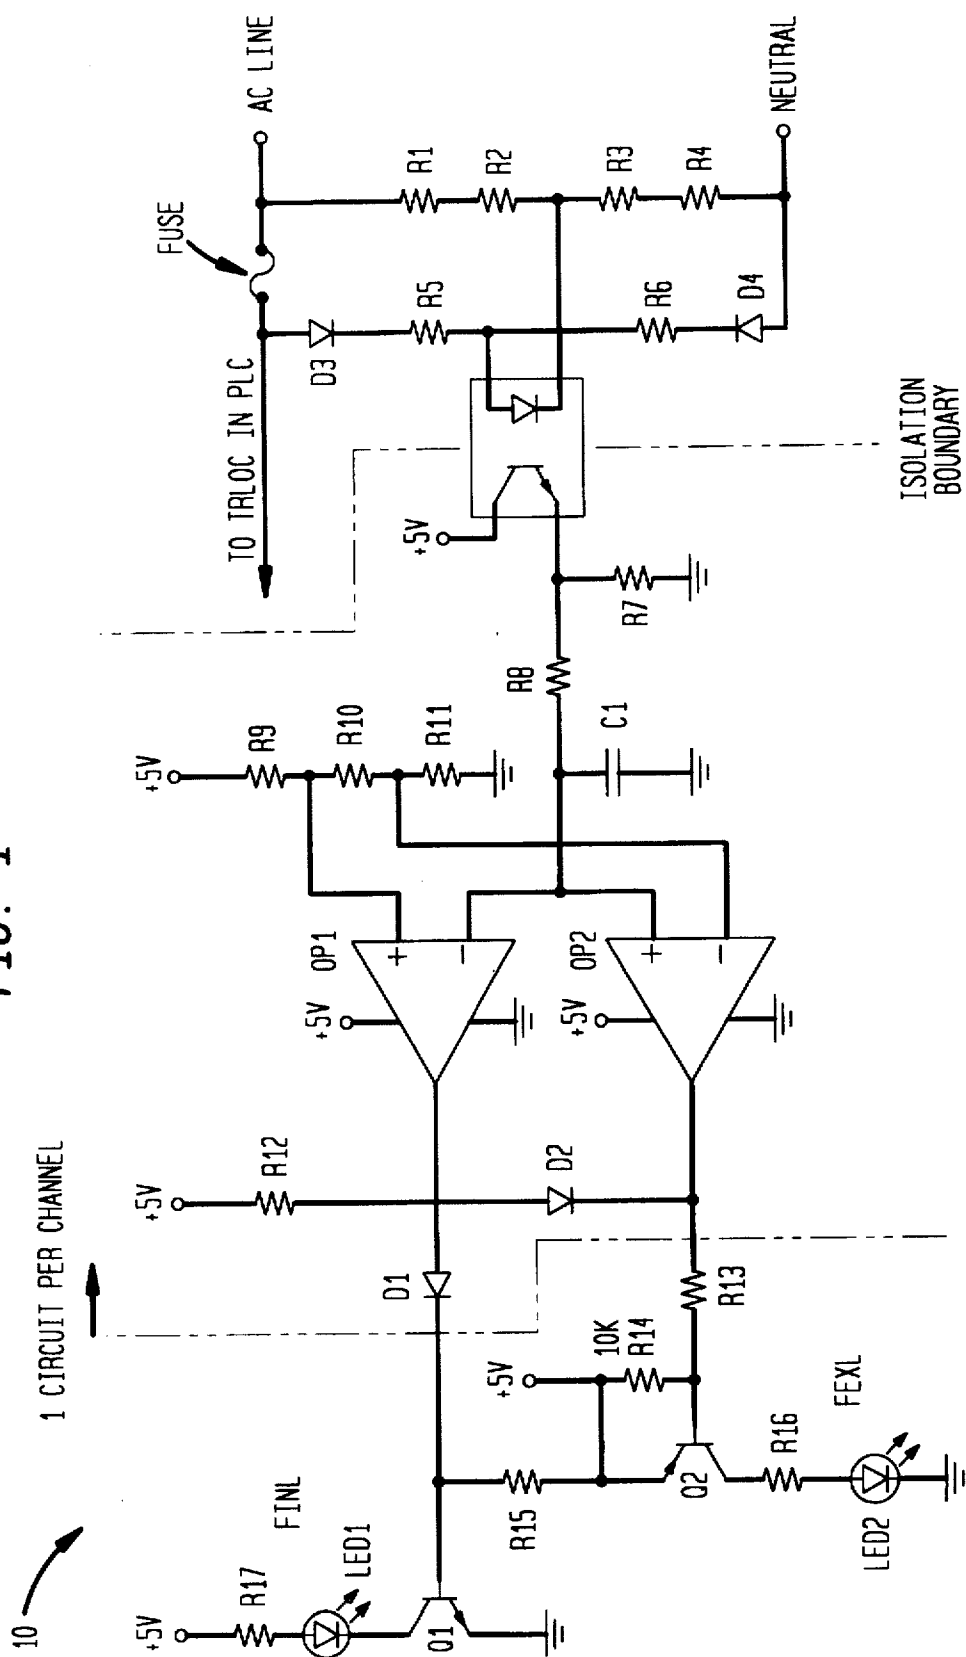 FIG. 1
10
1 CIRCUIT PER CHANNEL
+5V
R17
FINL
LED1
Q1
+5V
R12
D1
D2
+5V
OP1
+
-
+5V
OP2
+
-
+5V
R9
R10
R11
TO TRLOC IN PLC
FUSE
AC LINE
D3
R5
R1
R2
R3
R4
R6
D4
NEUTRAL
+5V
R8
R7
C1
ISOLATION
BOUNDARY
+5V
10K
R14
R13
R15
Q2
R16
FEXL
LED2